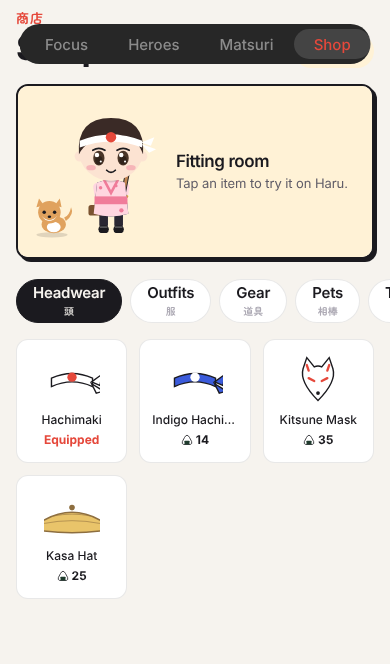 商店
Focus Heroes Matsuri Shop
Fitting room
Tap an item to try it on Haru.
Headwear Outfits Gear Pets
頭 服 道具 相棒
Hachimaki Indigo Hachi... Kitsune Mask
Equipped 14 35
Kasa Hat
25